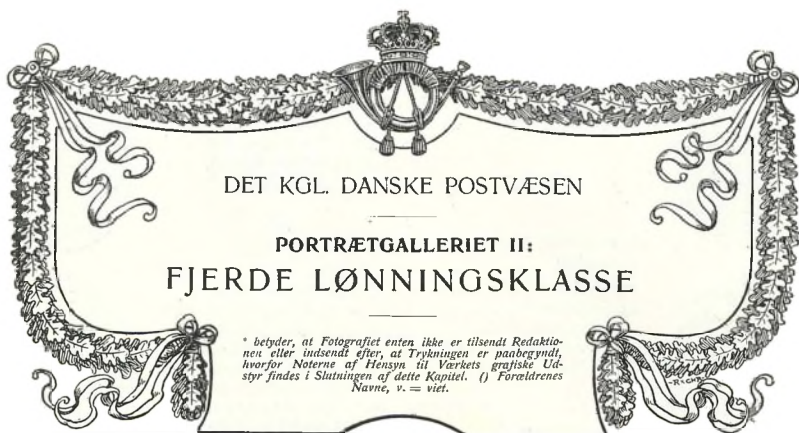 DET KGL. DANSKE POSTVÆSEN
PORTRÆTGALLERIET II:
FJERDE LØNNINGSKLASSE
* betyder, at Fotografiet enten ikke er tilsendt Redaktio-
nen eller indsendt efter, at Trykningen er paabegyndt,
hvorfor Noterne af Hensyn til Værkets grafiske Ud-
styr findes i Slutningen af dette Kapitel. () Forældrenes
Navne, v. = viet.